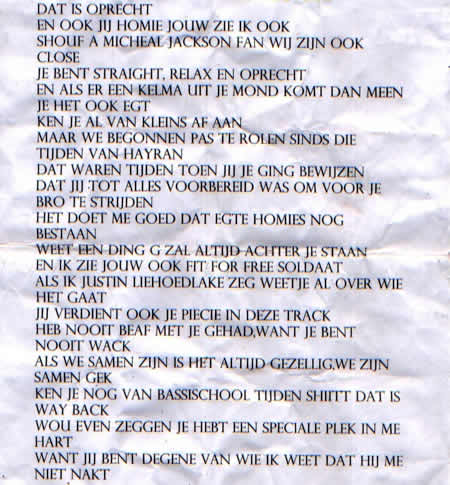 DAT IS OPRECHT
EN OOK JIJ HOMIE JOUW ZIE IK OOK
SHOUF A MICHEAL JACKSON FAN WIJ ZIJN OOK
CLOSE
JE BENT STRAIGHT, RELAX EN OPRECHT
EN ALS ER EEN KELMA UIT JE MOND KOMT DAN MEEN
JE HET OOK EGT
KEN JE AL VAN KLEINS AF AAN
MAAR WE BEGONNEN PAS TE ROLEN SINDS DIE
TIJDEN VAN HAYRAN
DAT WAREN TIJDEN TOEN JIJ JE GING BEWIJZEN
DAT JIJ TOT ALLES VOORBEREID WAS OM VOOR JE
BRO TE STRIJDEN
HET DOET ME GOED DAT EGTE HOMIES NOG
BESTAAN
WEET EEN DING G ZAL ALTIJD ACHTER JE STAAN
EN IK ZIE JOUW OOK FIT FOR FREE SOLDAAT
ALS IK JUSTIN LIEHOEDLAKE ZEG WEETJE AL OVER WIE
HET GAAT
JIJ VERDIENT OOK JE PIECIE IN DEZE TRACK
HEB NOOIT BEAF MET JE GEHAD,WANT JE BENT
NOOIT WACK
ALS WE SAMEN ZIJN IS HET ALTIJD GEZELLIG,WE ZIJN
SAMEN GEK
KEN JE NOG VAN BASSISCHOOL TIJDEN SHIITT DAT IS
WAY BACK
WOU EVEN ZEGGEN JE HEBT EEN SPECIALE PLEK IN ME
HART
WANT JIJ BENT DEGENE VAN WIE IK WEET DAT HIJ ME
NIET NAKT